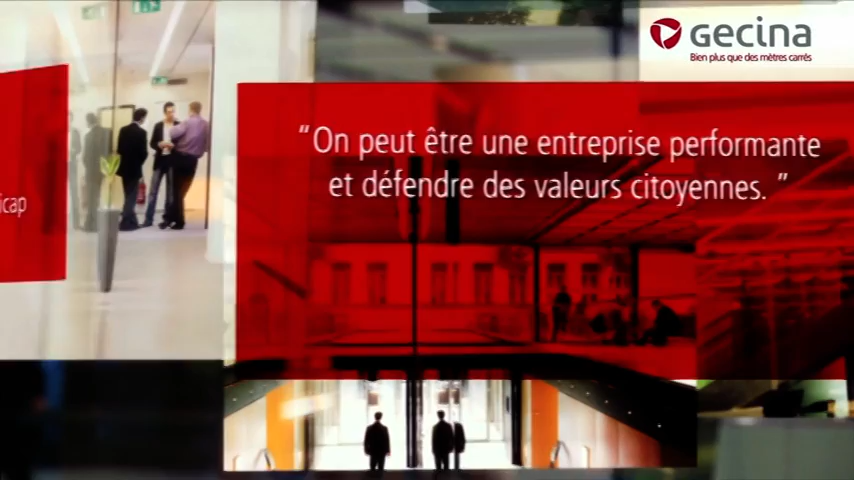 Gecina
Bien plus que des mètres carrés
“On peut être une entreprise performante
et défendre des valeurs citoyennes.”
icap